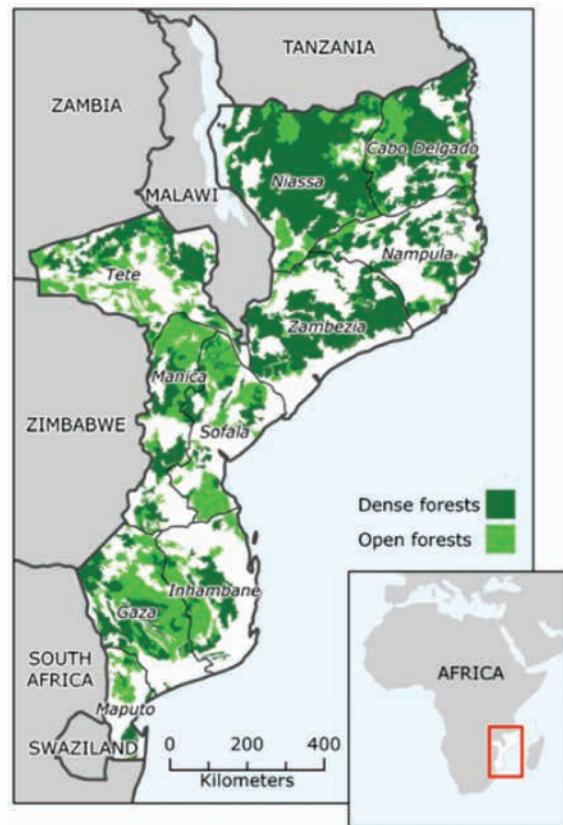 TANZANIA
ZAMBIA
Cabo Delgado
Niassa
MALAWI
Nampula
Tete
Zambezia
Manica
ZIMBABWE
Sofala
Dense forests
Open forests
Inhambane
Gaza
SOUTH
AFRICA
AFRICA
Maputo
SWAZILAND
0 200 400
Kilometers